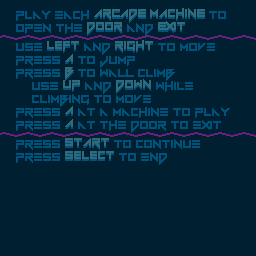 PLAY EACH ARCADE MACHINE TO
OPEN THE DOOR AND EXIT
USE LEFT AND RIGHT TO MOVE
PRESS A TO JUMP
PRESS B TO WALL CLIMB
USE UP AND DOWN WHILE
CLIMBING TO MOVE
PRESS A AT A MACHINE TO PLAY
PRESS A AT THE DOOR TO EXIT
PRESS START TO CONTINUE
PRESS SELECT TO END